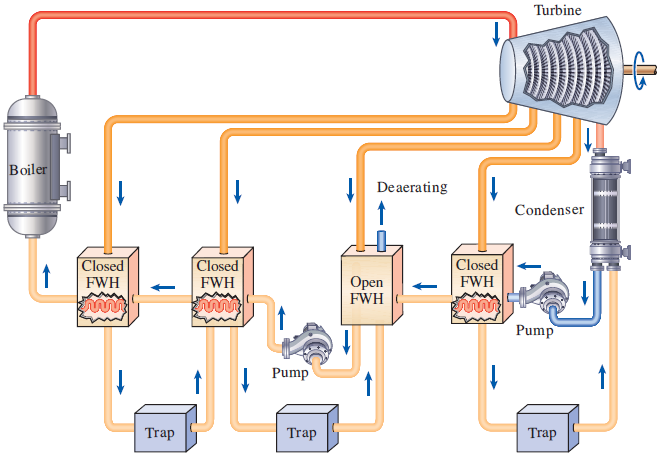 Turbine
Boiler
Deaerating
Condenser
Closed
FWH
Closed
FWH
Open
FWH
Closed
FWH
Pump
Pump
Trap
Trap
Trap